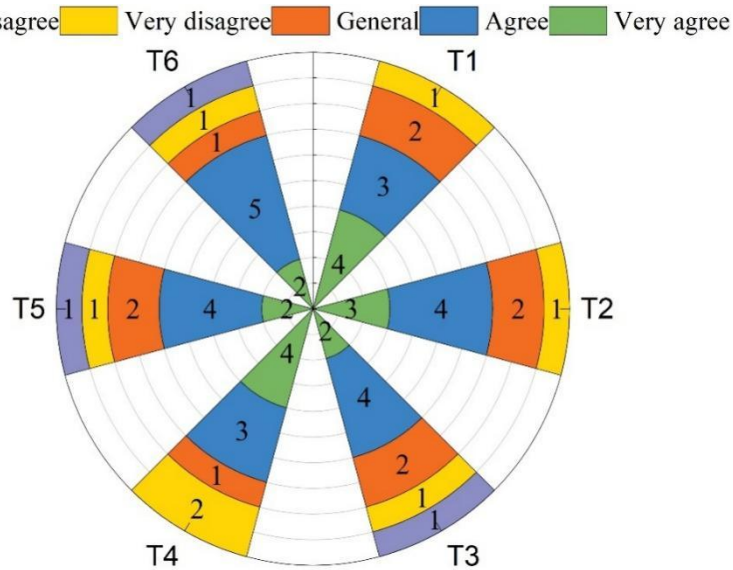 sagree Very disagree General Agree Very agree
T6 T1
1 1
1 2
1 3
5 4
2
T5 1 1 2 4 2 3 4 2 1 T2
2
4 4
3 2
1 1
2 1
T4 T3